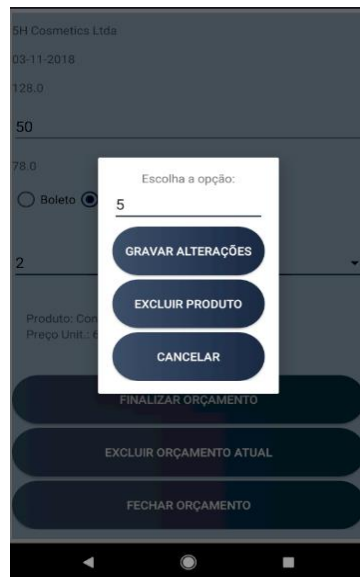 5H Cosmetics Ltda
03-11-2018
128.0
50
78.0
Boleto
2
Produto: Con
Preço Unit.: 6
Escolha a opção:
5
GRAVAR ALTERAÇÕES
EXCLUIR PRODUTO
CANCELAR
FINALIZAR ORÇAMENTO
EXCLUIR ORÇAMENTO ATUAL
FECHAR ORÇAMENTO